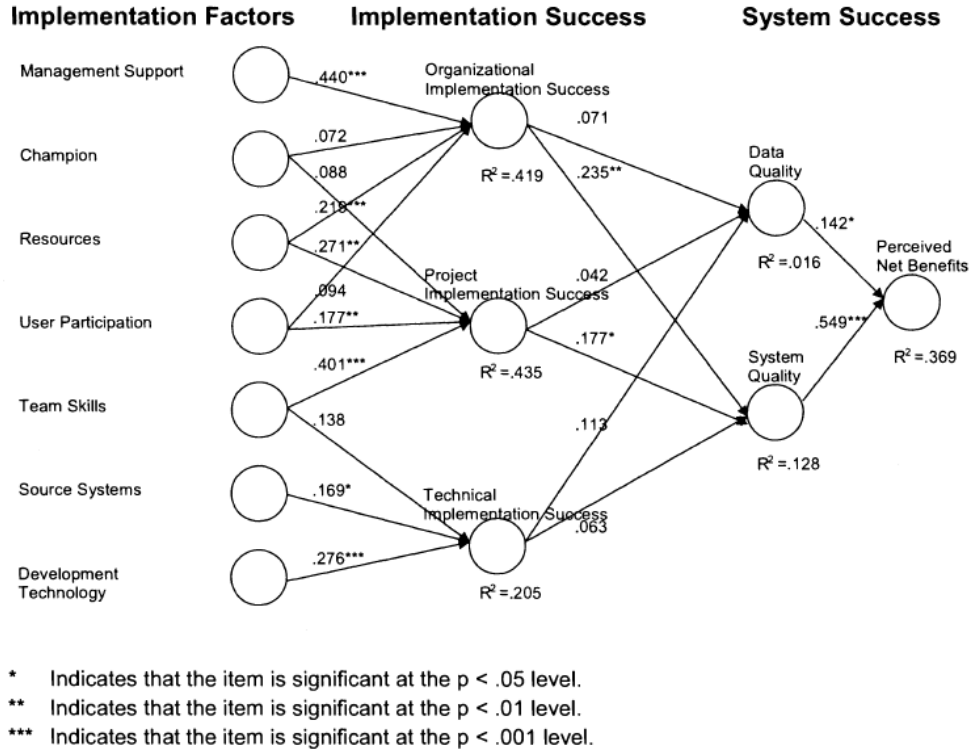 Implementation Factors
Implementation Success
System Success
Management Support
Champion
Resources
User Participation
Team Skills
Source Systems
Development
Technology
.440***
.072
.088
.219***
.271**
.094
.177**
.401***
.138
.169*
.276***
Organizational
Implementation Success
R²=.419
Project
Implementation Success
R²=.435
Technical
Implementation Success
R²=.205
.071
.235**
.042
.177*
.113
.063
Data
Quality
R²=.016
System
Quality
R²=.128
.142*
.549***
Perceived
Net Benefits
R²=.369
* Indicates that the item is significant at the p < .05 level.
** Indicates that the item is significant at the p < .01 level.
*** Indicates that the item is significant at the p < .001 level.